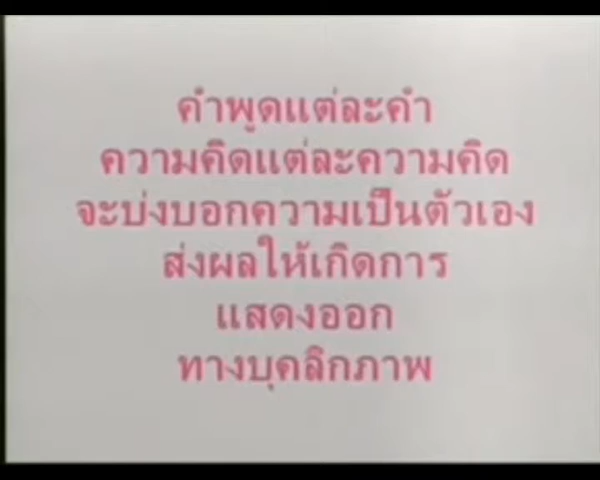 คำพูดแต่ละคำ
ความคิดแต่ละความคิด
จะบ่งบอกความเป็นตัวเอง
ส่งผลให้เกิดการ
แสดงออก
ทางบุคลิกภาพ